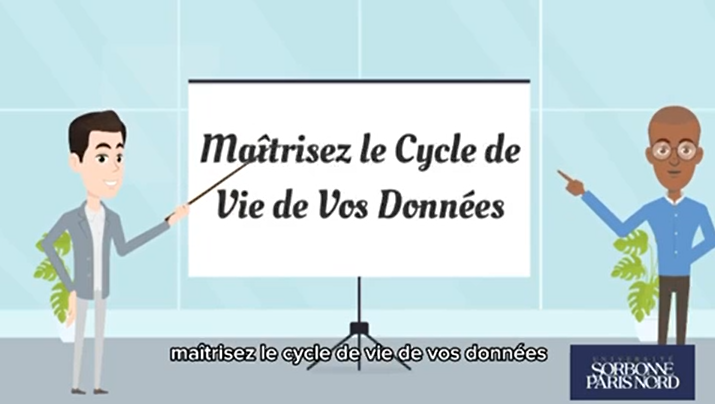 Maîtrisez le Cycle de
Vie de Vos Données
maîtrisez le cycle de vie de vos données
UNIVERSITÉ
SORBONNE
PARIS NORD